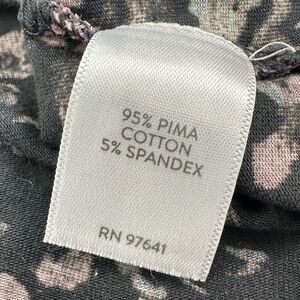 95% PIMA
COTTON
5% SPANDEX
RN 97641